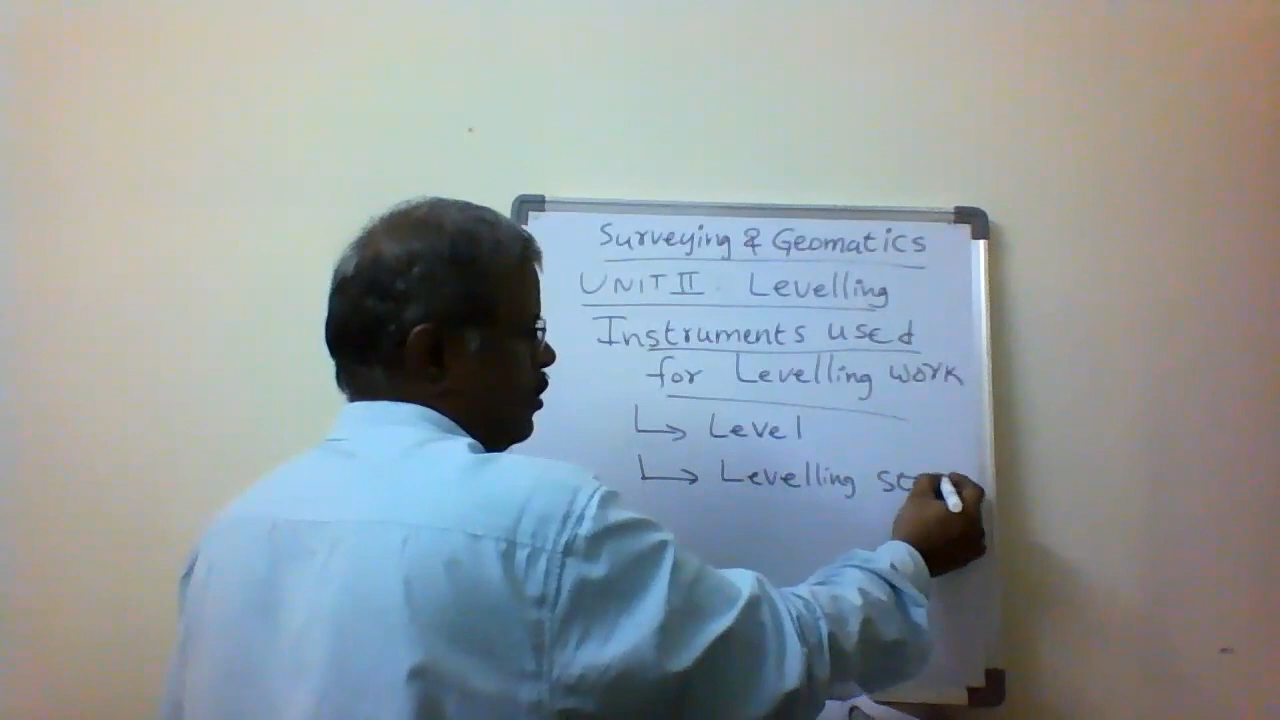 Surveying & Geomatics
UNIT II. Levelling
Instruments used
for Levelling work
Level
Levelling